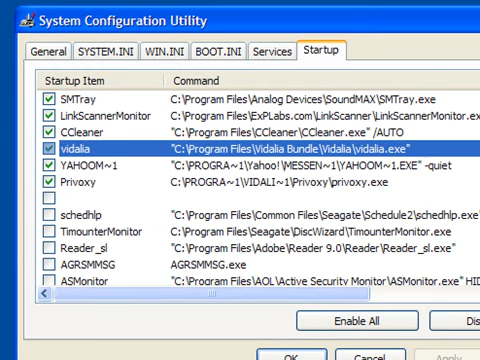 System Configuration Utility
General SYSTEM.INI WIN.INI BOOT.INI Services Startup
Startup Item Command
SMTray C:\Program Files\Analog Devices\SoundMAX\SMTray.exe
LinkScannerMonitor C:\Program Files\ExPLabs.com\LinkScanner\LinkScannerMonitor.ex
CCleaner "C:\Program Files\CCleaner\CCleaner.exe" /AUTO
vidalia "C:\Program Files\Vidalia Bundle\Vidalia\vidalia.exe"
YAHOOM~1 "C:\PROGRA~1\Yahoo!\MESSEN~1\YAHOOM~1.EXE" -quiet
Privoxy C:\PROGRA~1\VIDALI~1\Privoxy\privoxy.exe
schedhlp "C:\Program Files\Common Files\Seagate\Schedule2\schedhlp.exe"
TimounterMonitor C:\Program Files\Seagate\DiscWizard\TimounterMonitor.exe
Reader_sl "C:\Program Files\Adobe\Reader 9.0\Reader\Reader_sl.exe"
AGRSMMSG AGRSMMSG.exe
ASMonitor "C:\Program Files\AOL\Active Security Monitor\ASMonitor.exe" HID
Enable All Dis
OK Cancel Apply